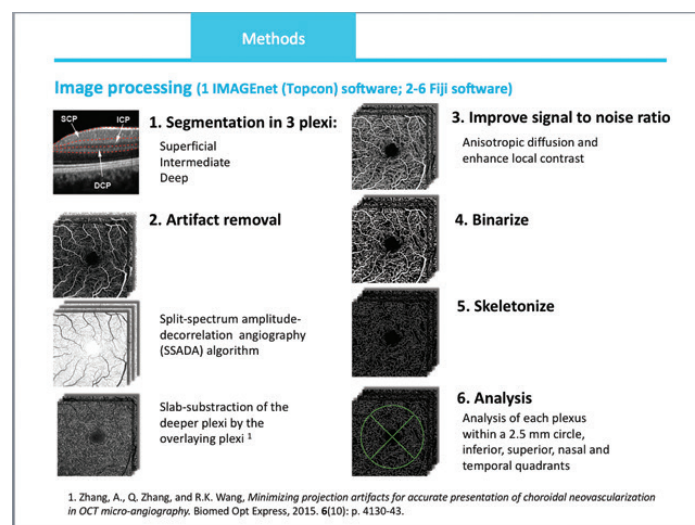 Methods
Image processing (1 IMAGEnet (Topcon) software; 2-6 Fiji software)
SCP
ICP
DCP
1. Segmentation in 3 plexi:
Superficial
Intermediate
Deep
2. Artifact removal
Split-spectrum amplitude-
decorrelation angiography
(SSADA) algorithm
Slab-substraction of the
deeper plexi by the
overlaying plexi 1
3. Improve signal to noise ratio
Anisotropic diffusion and
enhance local contrast
4. Binarize
5. Skeletonize
6. Analysis
Analysis of each plexus
within a 2.5 mm circle,
inferior, superior, nasal and
temporal quadrants
1. Zhang, A., Q. Zhang, and R.K. Wang, Minimizing projection artifacts for accurate presentation of choroidal neovascularization
in OCT micro-angiography. Biomed Opt Express, 2015. 6(10): p. 4130-43.